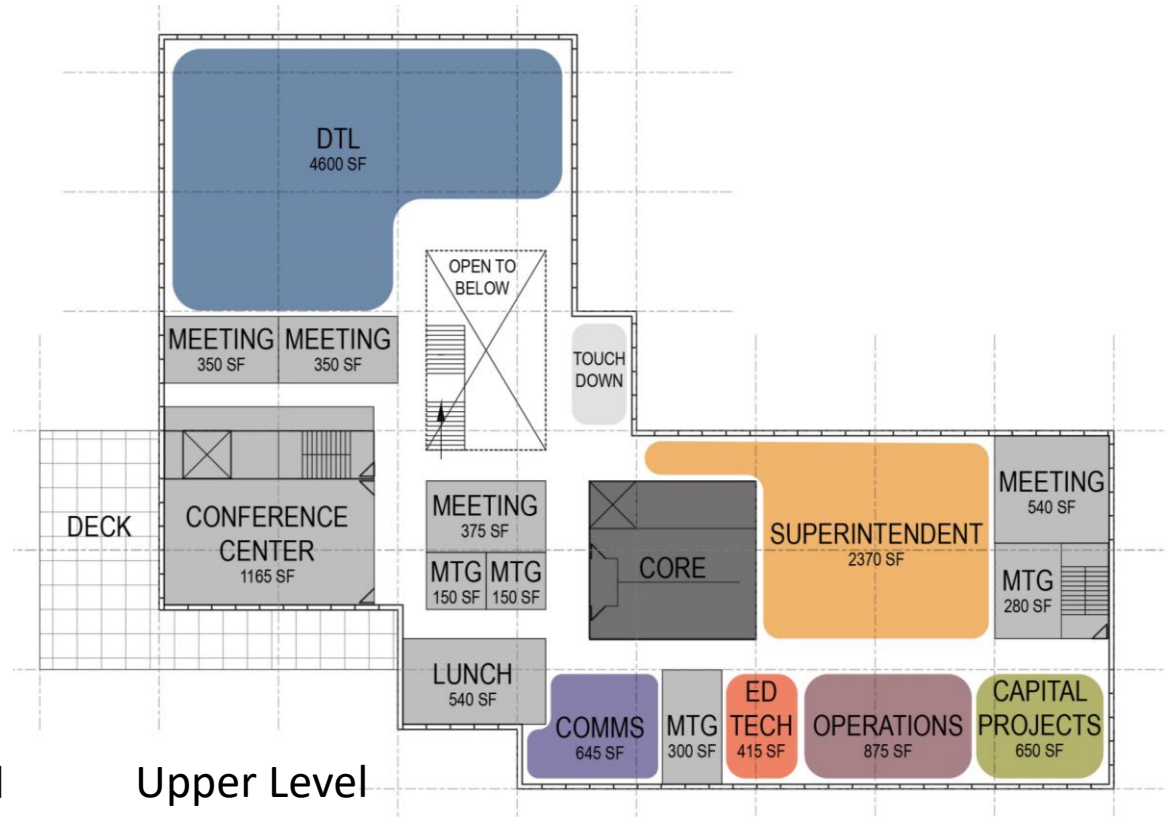 DTL
4600 SF
OPEN TO
BELOW
MEETING
350 SF
MEETING
350 SF
TOUCH
DOWN
DECK
CONFERENCE
CENTER
1165 SF
MEETING
375 SF
MTG
150 SF
MTG
150 SF
CORE
SUPERINTENDENT
2370 SF
MEETING
540 SF
MTG
280 SF
LUNCH
540 SF
COMMS
645 SF
MTG
300 SF
ED
TECH
415 SF
OPERATIONS
875 SF
CAPITAL
PROJECTS
650 SF
Upper Level